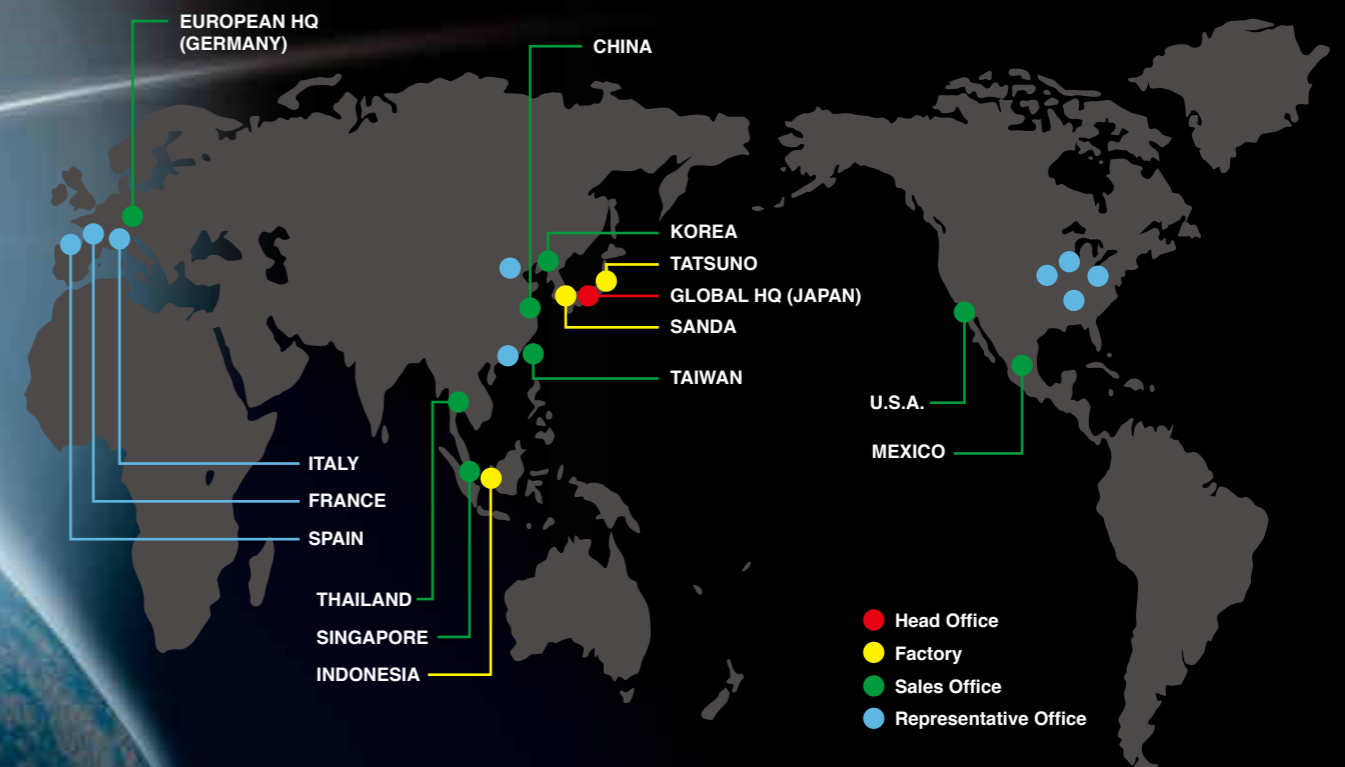 EUROPEAN HQ
(GERMANY)
CHINA
KOREA
TATSUNO
GLOBAL HQ (JAPAN)
SANDA
TAIWAN
U.S.A.
MEXICO
ITALY
FRANCE
SPAIN
THAILAND
SINGAPORE
INDONESIA
Head Office
Factory
Sales Office
Representative Office